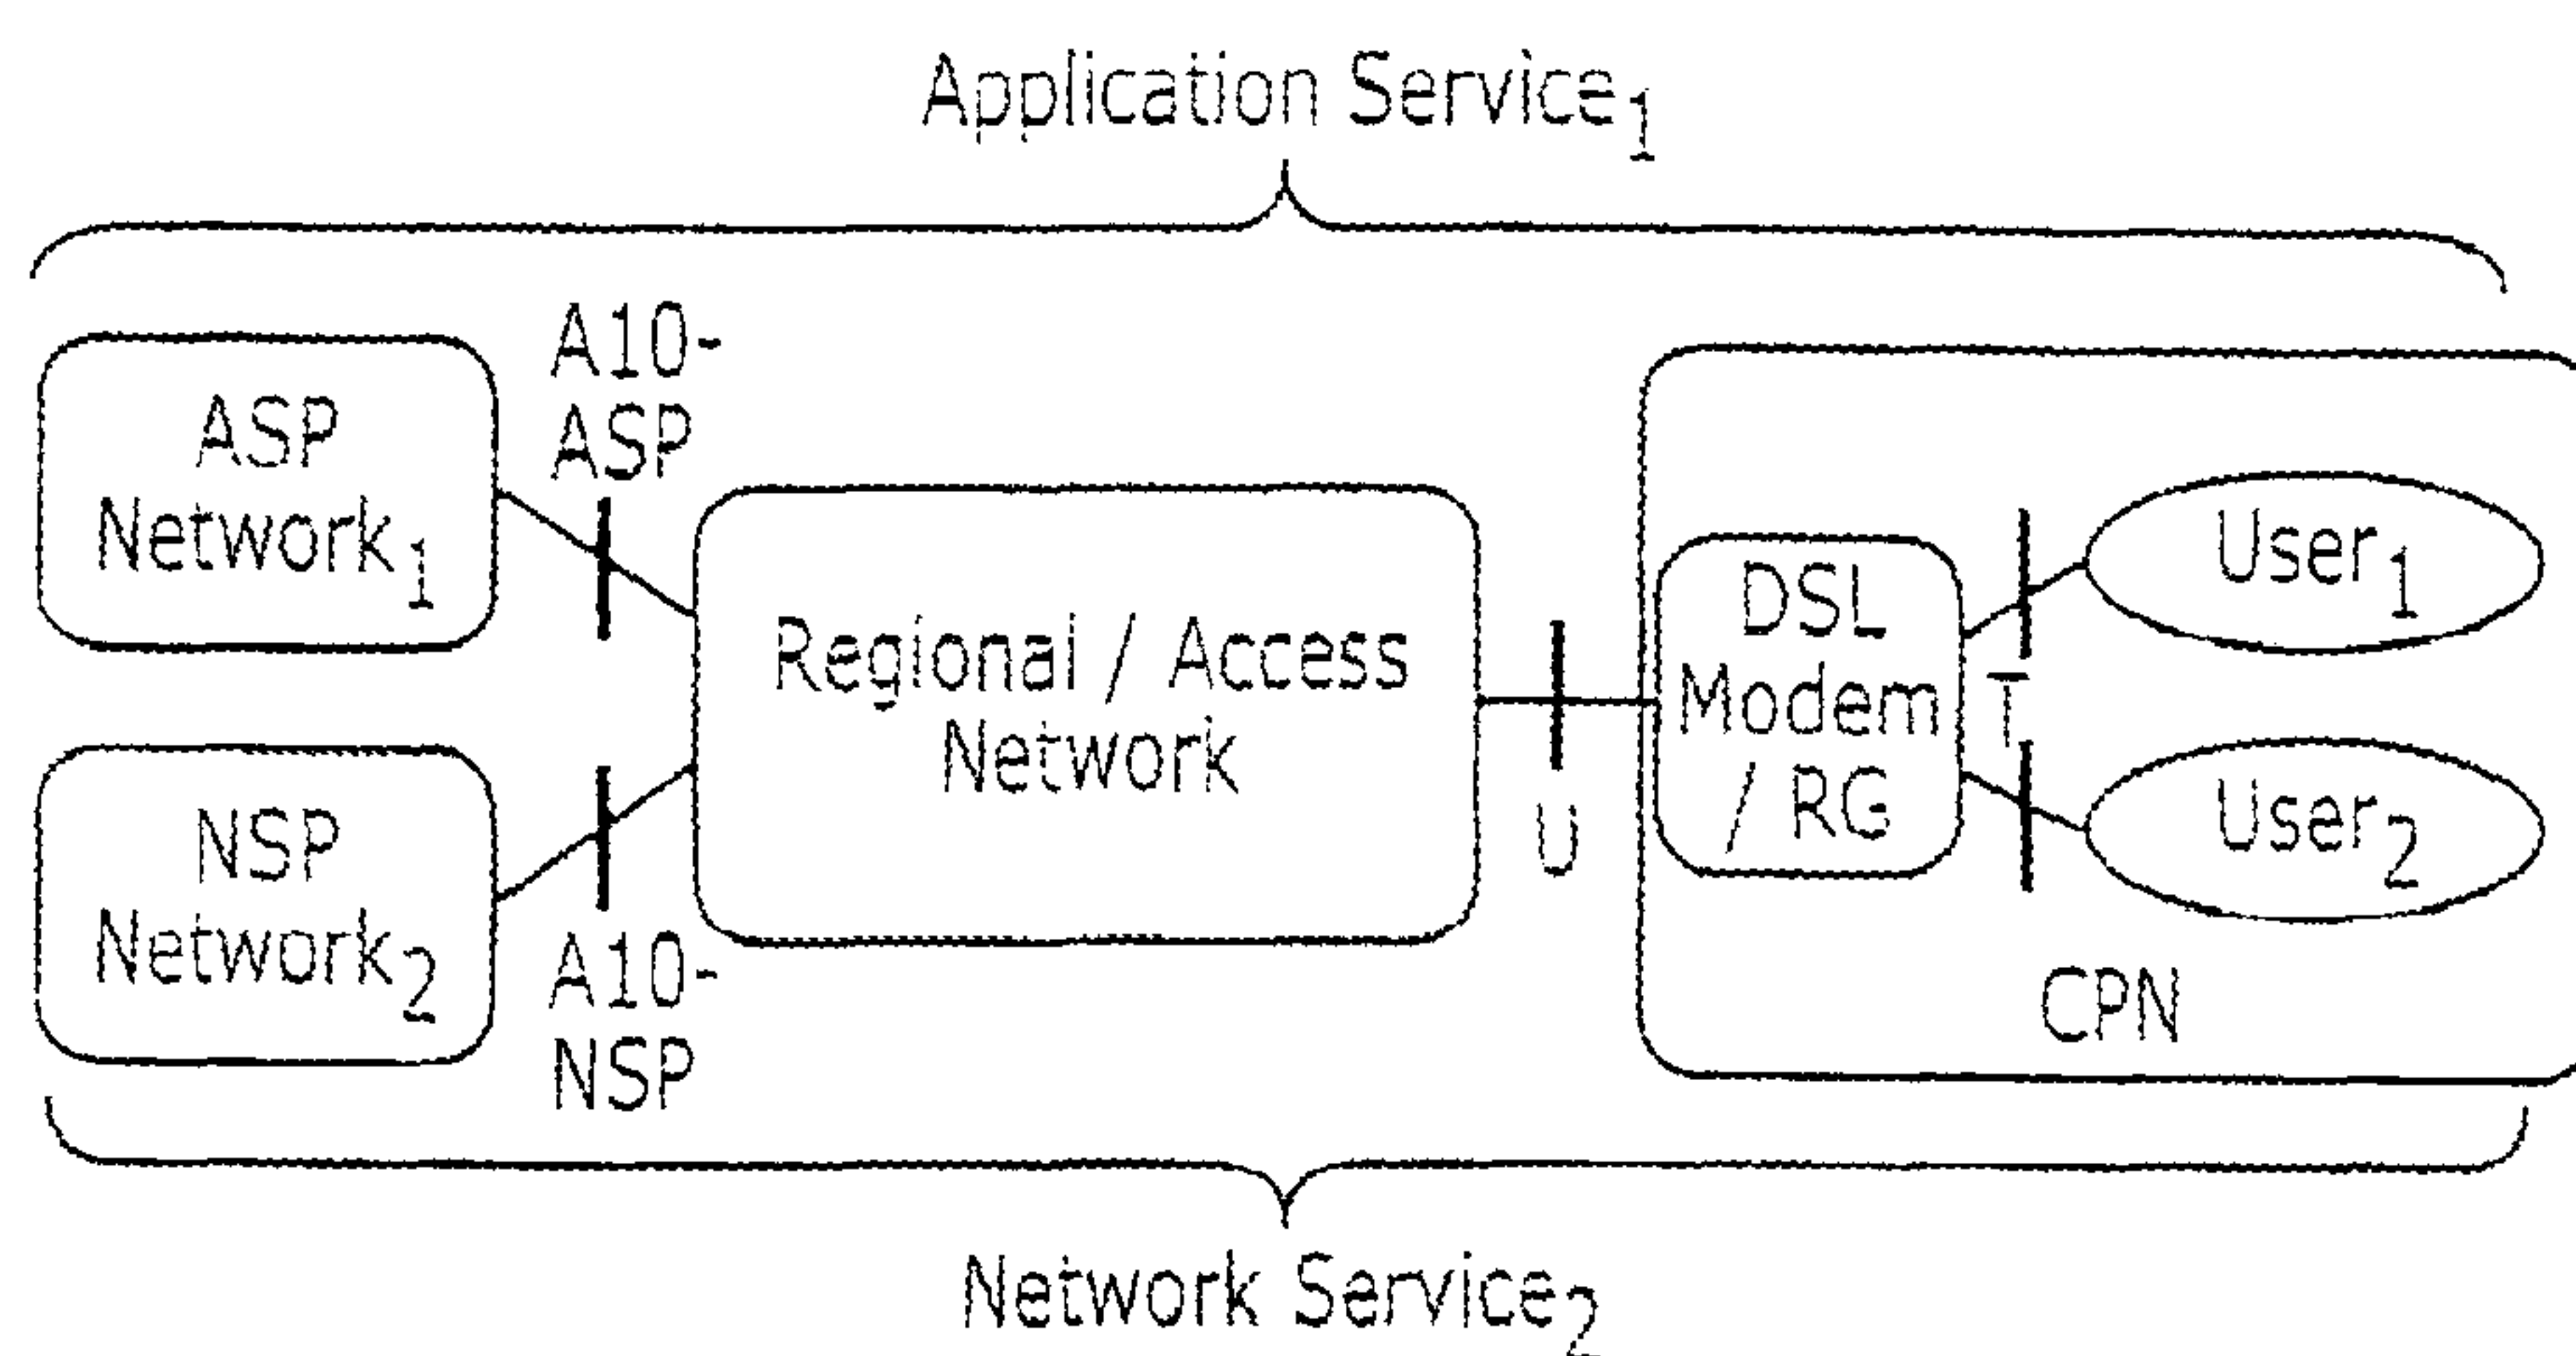 Application Service1
A10-
ASP
ASP
Network1
Regional / Access
Network
U
DSL
Modem
/ RG
T
User1
User2
CPN
NSP
Network2
A10-
NSP
Network Service2